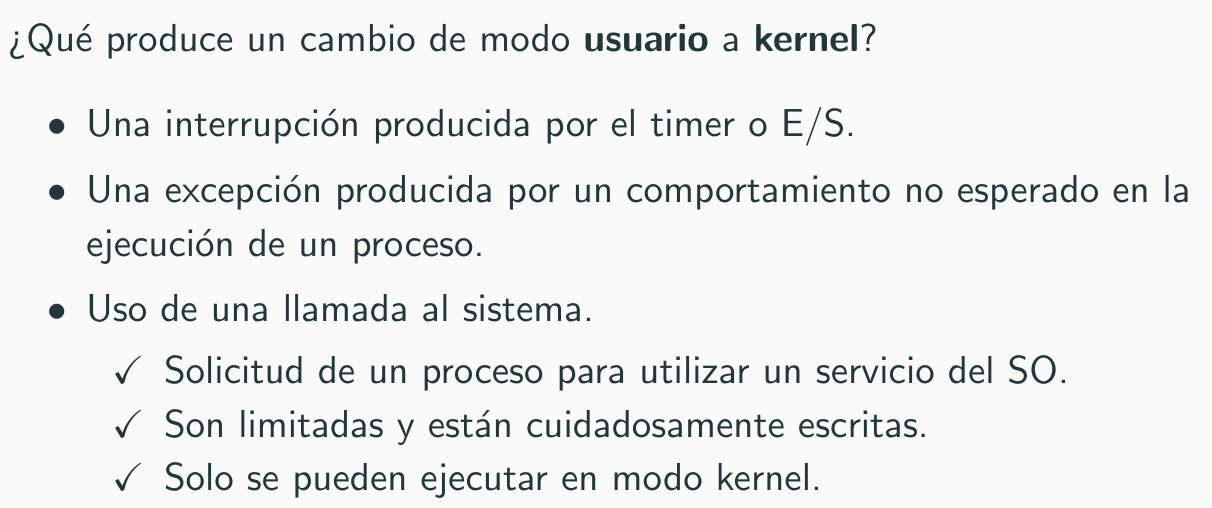 ¿Qué produce un cambio de modo usuario a kernel?
• Una interrupción producida por el timer o E/S.
• Una excepción producida por un comportamiento no esperado en la
ejecución de un proceso.
• Uso de una llamada al sistema.
✓ Solicitud de un proceso para utilizar un servicio del SO.
✓ Son limitadas y están cuidadosamente escritas.
✓ Solo se pueden ejecutar en modo kernel.